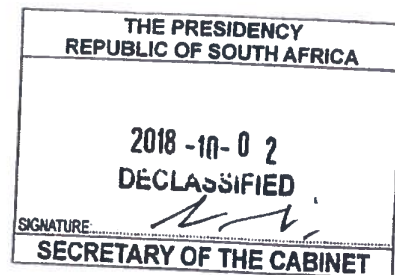 THE PRESIDENCY
REPUBLIC OF SOUTH AFRICA
2018 -10- 0 2
DECLASSIFIED
SIGNATURE:
SECRETARY OF THE CABINET